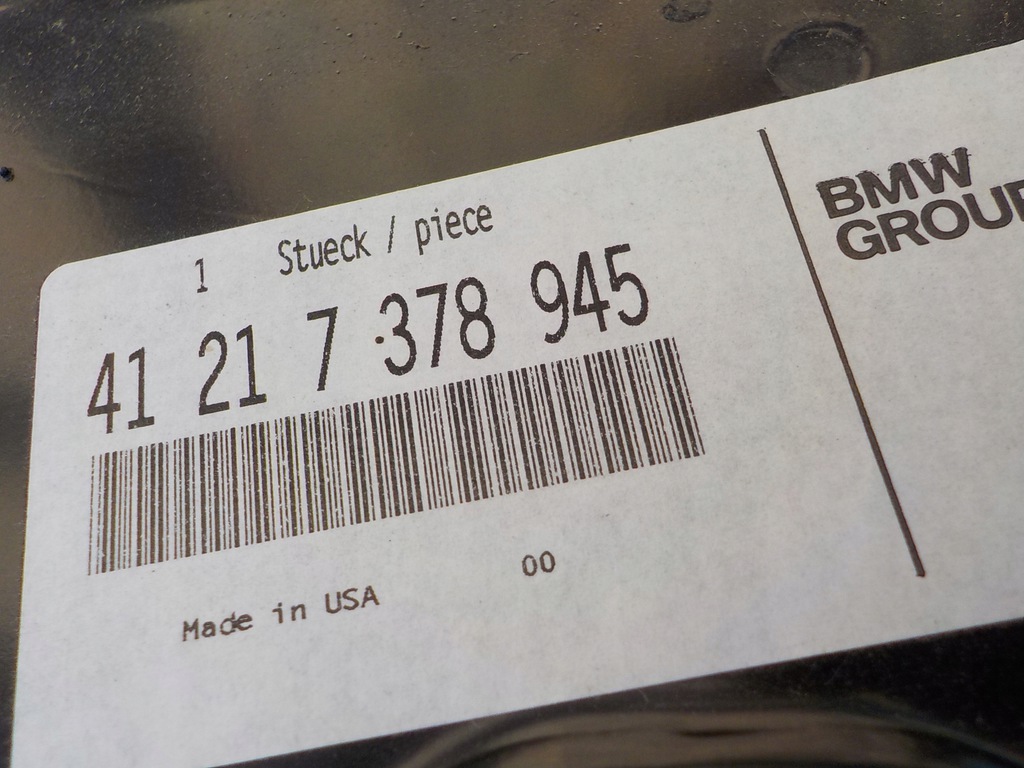 1 Stueck / piece
41 21 7 378 945
Made in USA 00
BMW
GROUP